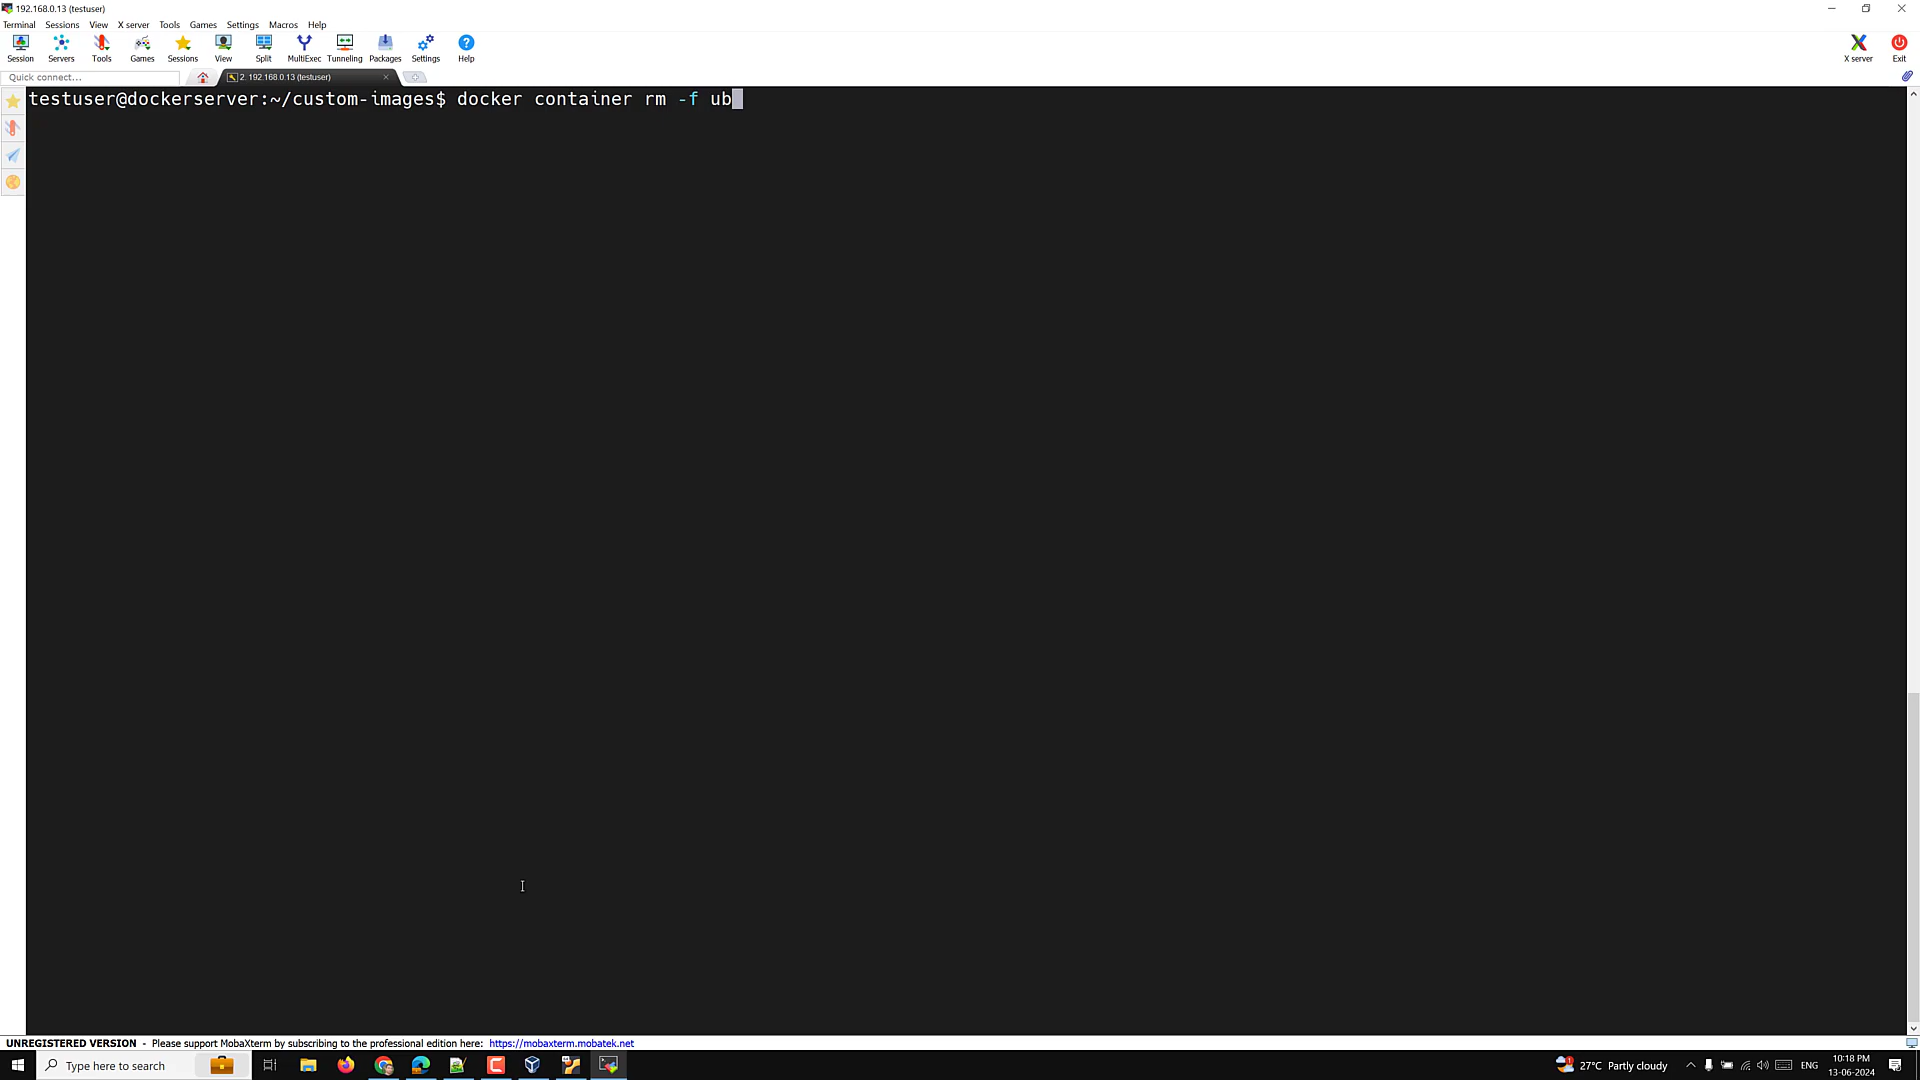 192.168.0.13 (testuser)
Terminal Sessions View X server Tools Games Settings Macros Help
Session Servers Tools Games Sessions View Split MultiExec Tunneling Packages Settings Help X server Exit
Quick connect... 2. 192.168.0.13 (testuser)
testuser@dockerserver:~/custom-images$ docker container rm -f ub
UNREGISTERED VERSION - Please support MobaXterm by subscribing to the professional edition here: https://mobaxterm.mobatek.net
Type here to search 27°C Partly cloudy ENG 10:18 PM
13-06-2024